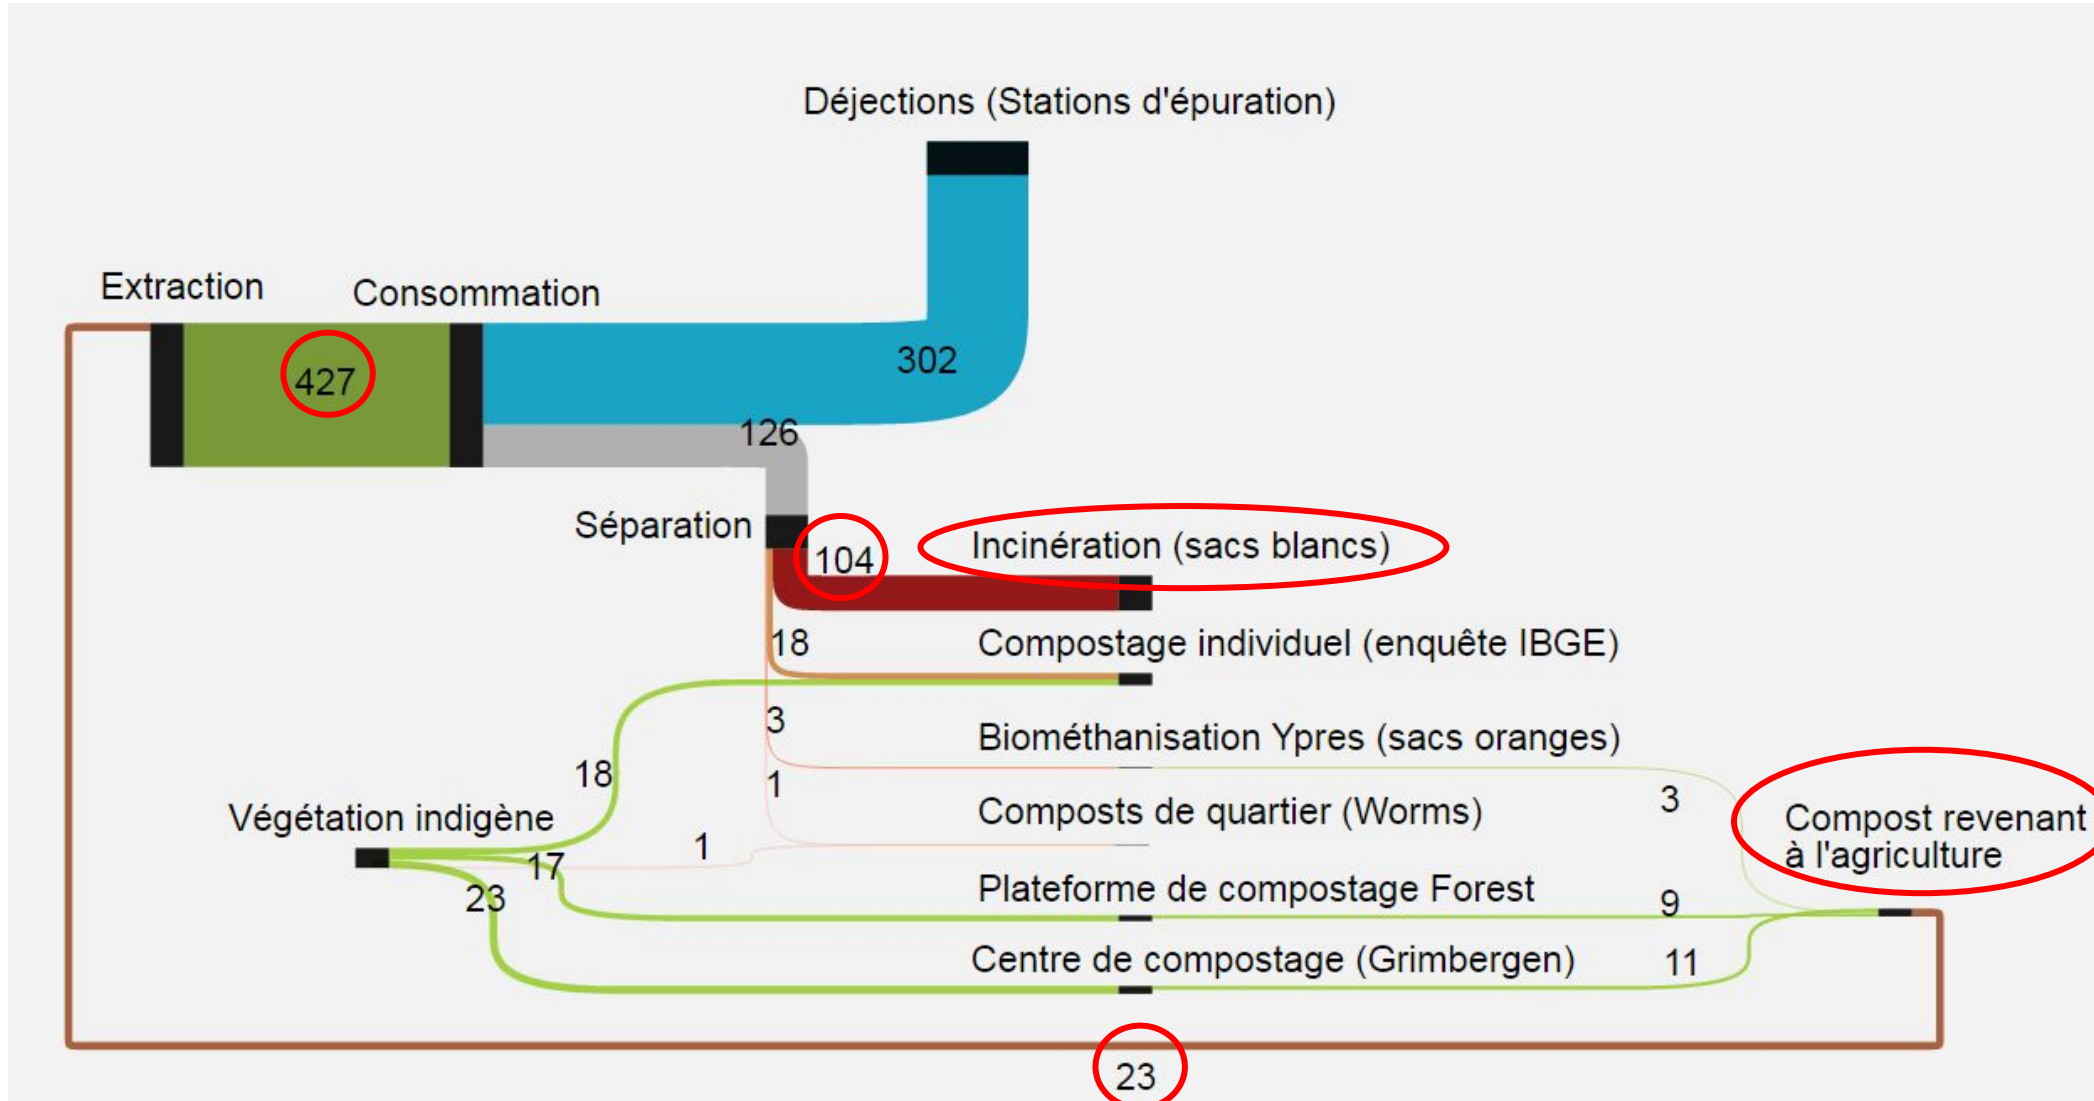 Déjections (Stations d'épuration)
Extraction
Consommation
427
302
126
Séparation
104
Incinération (sacs blancs)
18
Compostage individuel (enquête IBGE)
3
Biométhanisation Ypres (sacs oranges)
18
1
3
Composts de quartier (Worms)
Végétation indigène
Compost revenant
à l'agriculture
1
17
23
Plateforme de compostage Forest
9
Centre de compostage (Grimbergen)
11
23